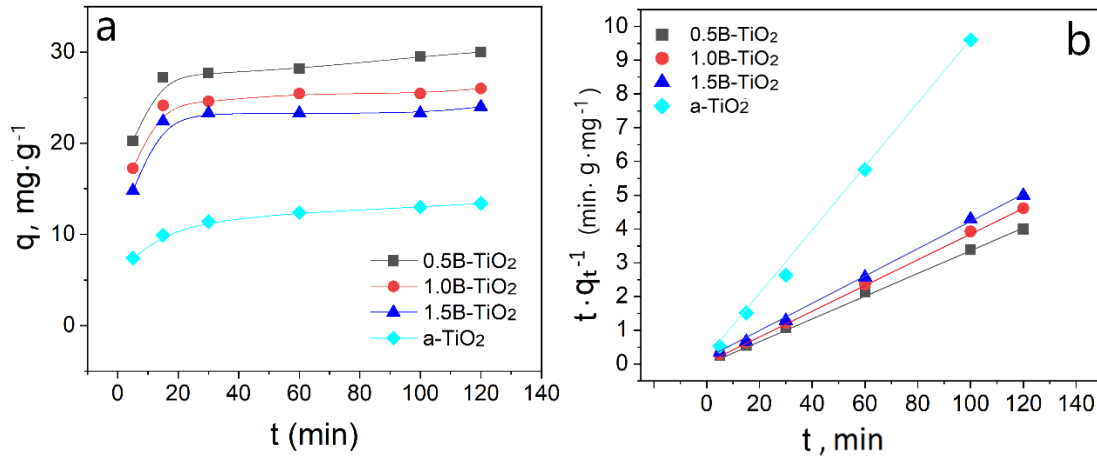 a
q, mg·g⁻¹
30
20
10
0
0.5B-TiO₂
1.0B-TiO₂
1.5B-TiO₂
a-TiO₂
0 20 40 60 80 100 120 140
t (min)
b
t·qt⁻¹ (min· g·mg⁻¹)
10
9
8
7
6
5
4
3
2
1
0
0.5B-TiO₂
1.0B-TiO₂
1.5B-TiO₂
a-TiO₂
0 20 40 60 80 100 120 140
t , min